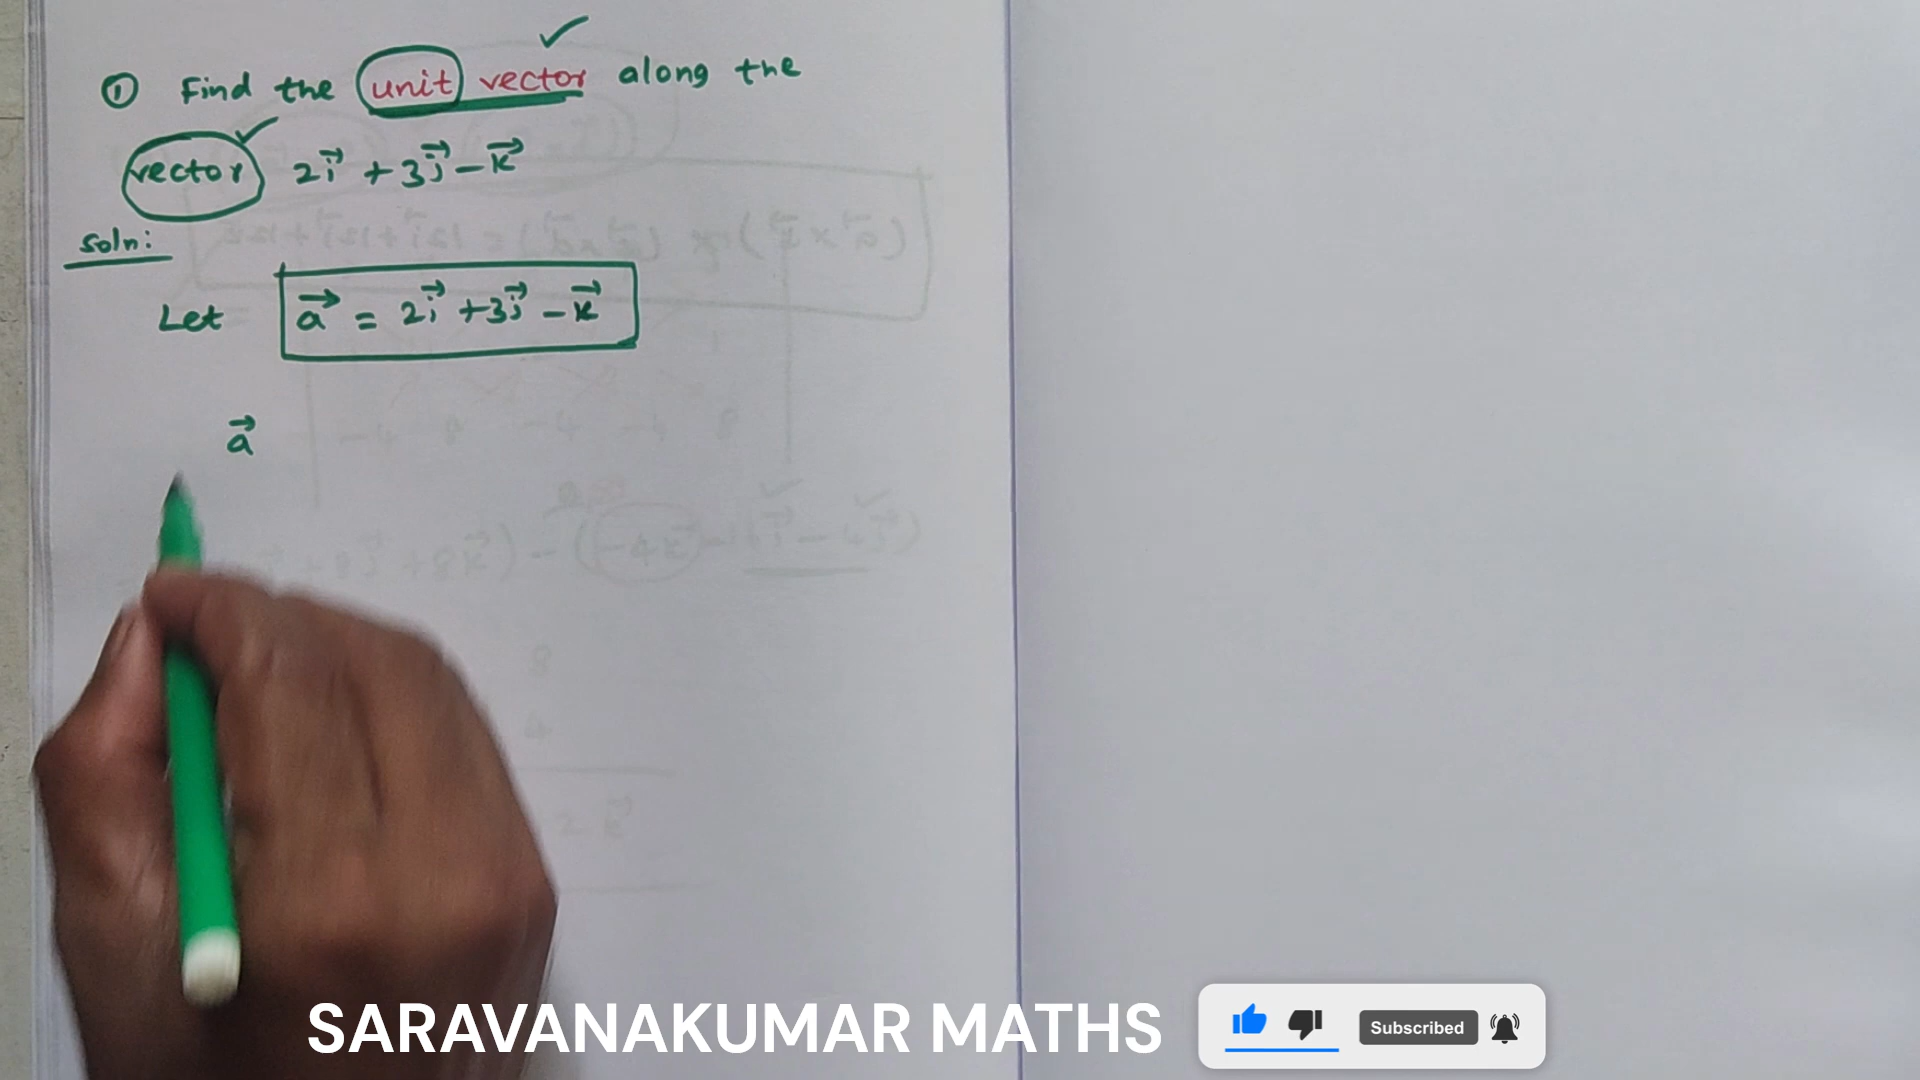 ① Find the unit vector along the
vector 2i⃗ + 3j⃗ - k⃗
Soln:
Let a⃗ = 2i⃗ + 3j⃗ - k⃗
a⃗
SARAVANAKUMAR MATHS
Subscribed